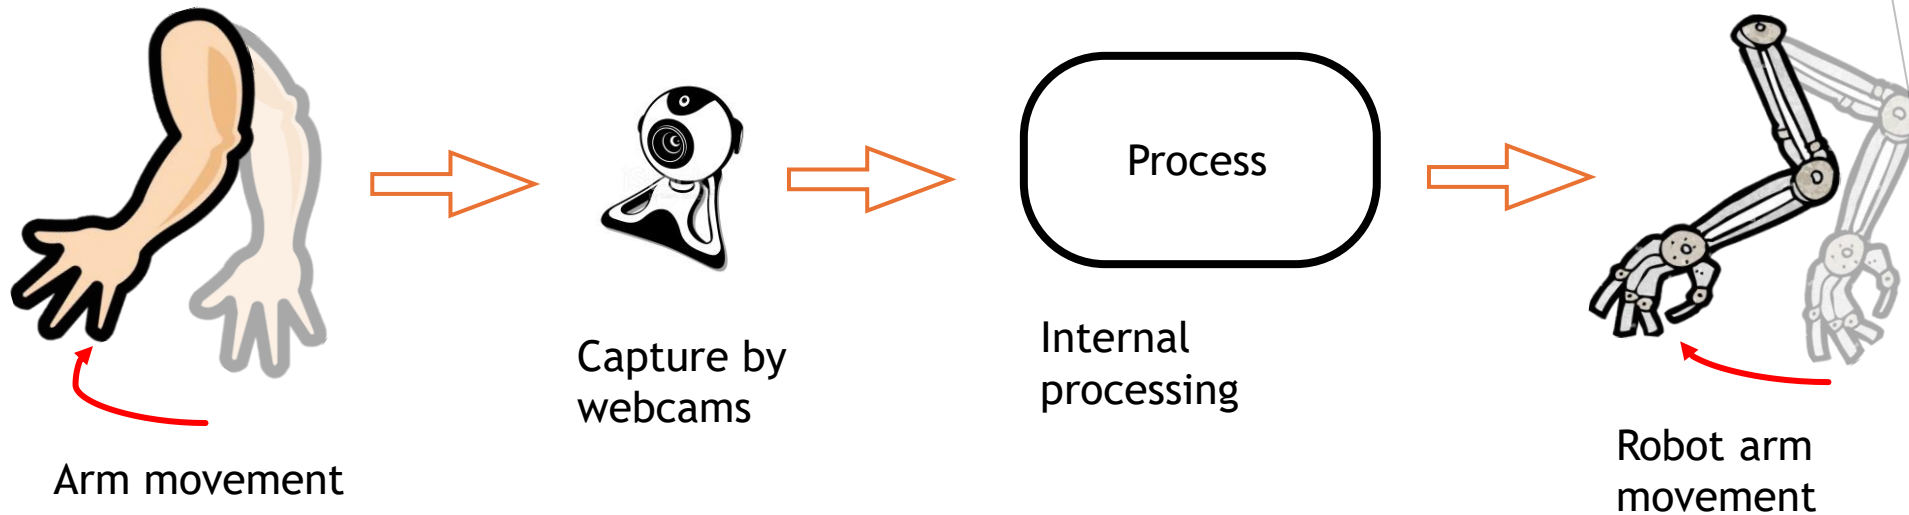 Process
Capture by
webcams
Internal
processing
Arm movement
Robot arm
movement